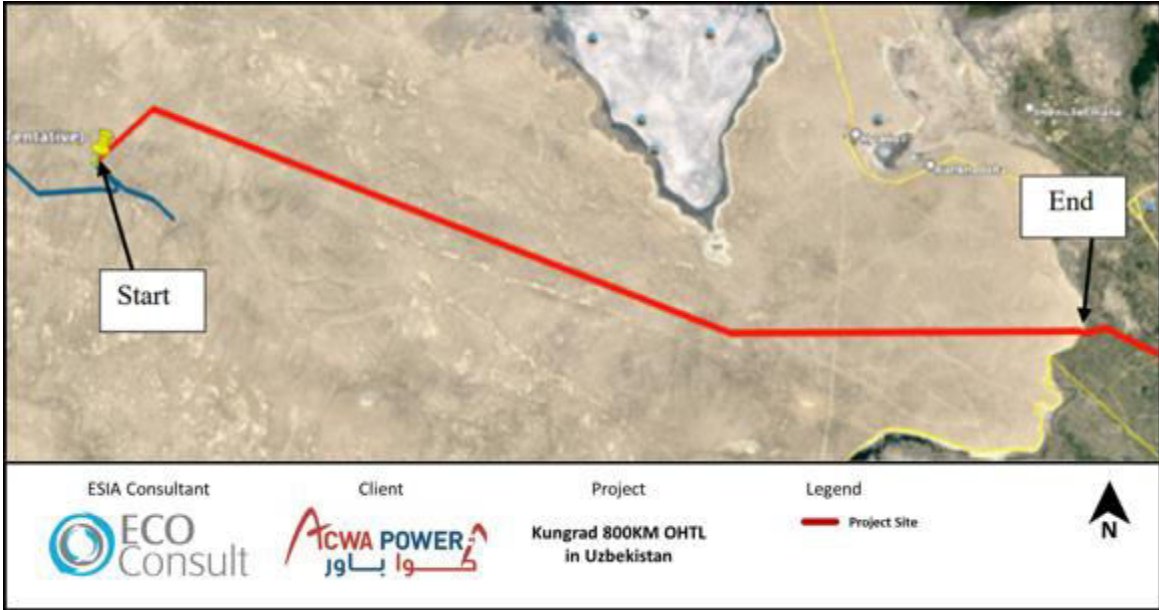 Tentative)
Start
End
ESIA Consultant
Client
Project
Legend
ECO
Consult
ACWA POWER
أكوا باور
Kungrad 800KM OHTL
in Uzbekistan
Project Site
N